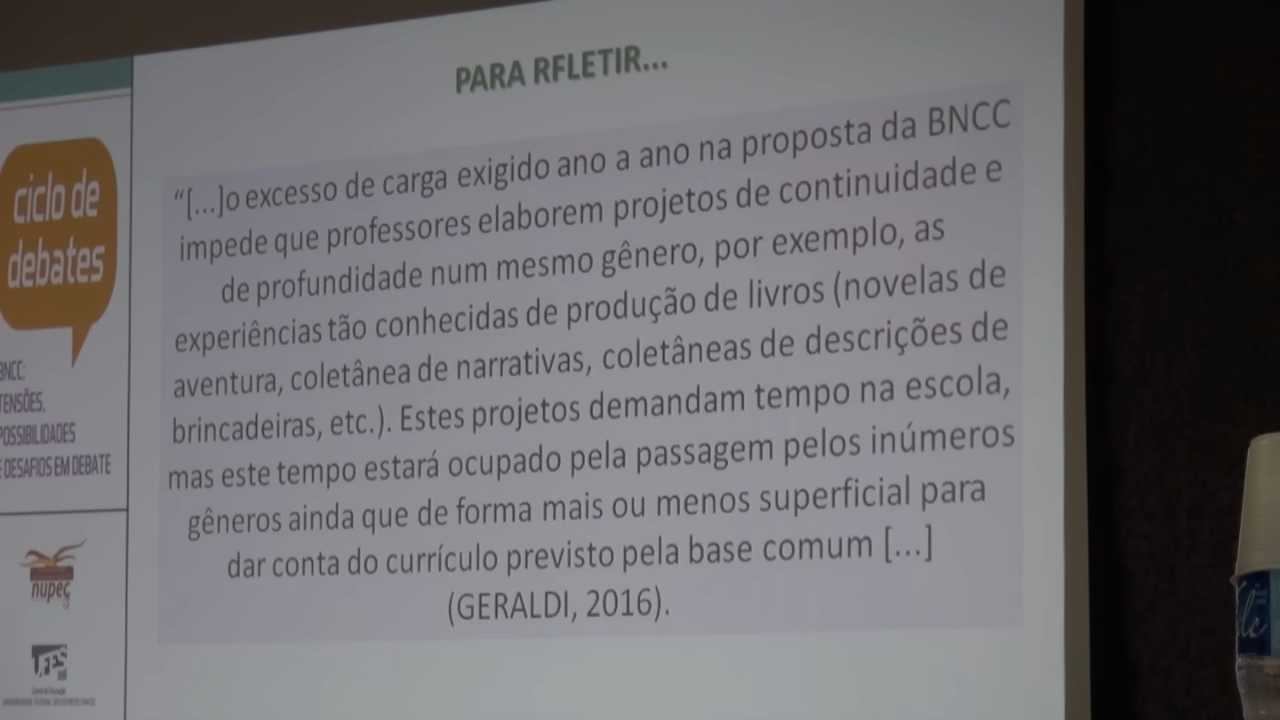 PARA RFLETIR...
“[...]o excesso de carga exigido ano a ano na proposta da BNCC
impede que professores elaborem projetos de continuidade e
de profundidade num mesmo gênero, por exemplo, as
experiências tão conhecidas de produção de livros (novelas de
aventura, coletânea de narrativas, coletâneas de descrições de
brincadeiras, etc.). Estes projetos demandam tempo na escola,
mas este tempo estará ocupado pela passagem pelos inúmeros
gêneros ainda que de forma mais ou menos superficial para
dar conta do currículo previsto pela base comum [...]
(GERALDI, 2016).
ciclo de
debates
BNCC:
TENSÕES,
POSSIBILIDADES
E DESAFIOS EM DEBATE
nupeç
UFES
Centro de Educação